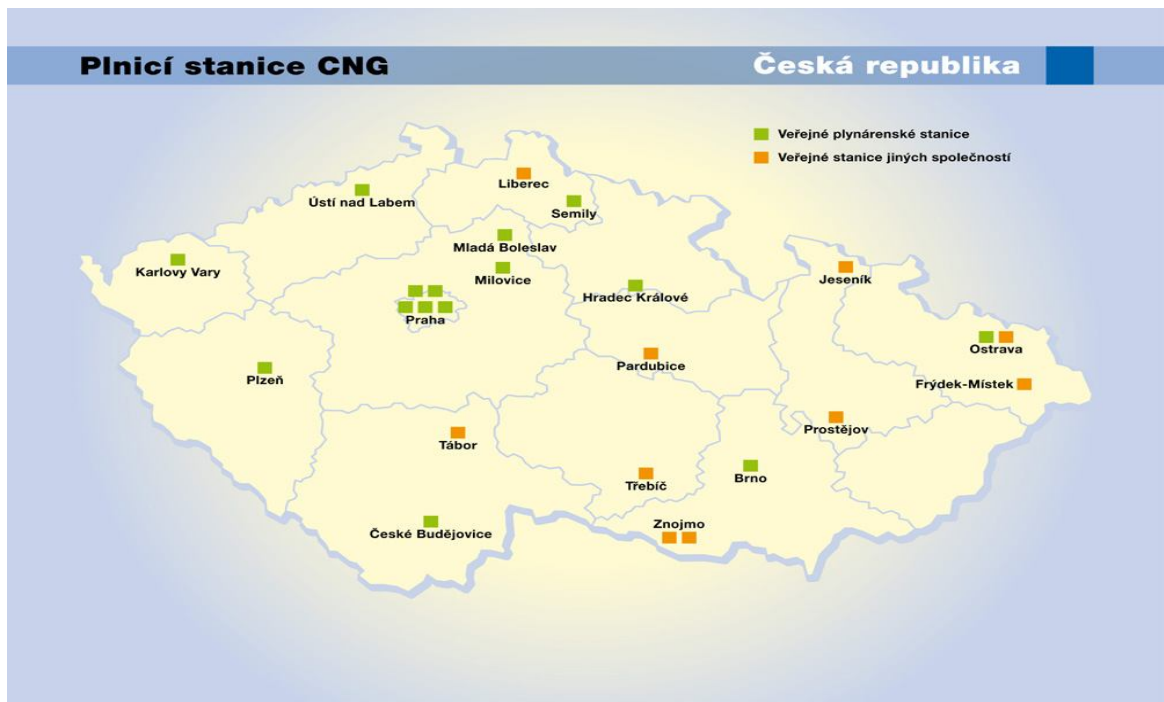 Plnicí stanice CNG
Česká republika
Veřejné plynárenské stanice
Veřejné stanice jiných společností
Liberec
Ústí nad Labem
Semily
Mladá Boleslav
Karlovy Vary
Milovice
Jeseník
Hradec Králové
Praha
Ostrava
Pardubice
Plzeň
Frýdek-Místek
Prostějov
Tábor
Brno
Třebíč
Znojmo
České Budějovice